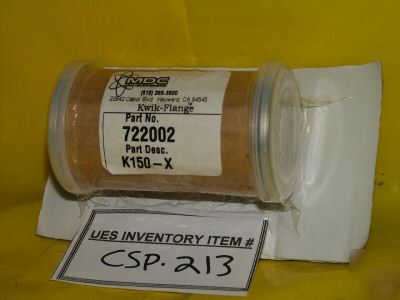 MDC
(510) 265-3500
23842 Cabot Blvd. Hayward, CA 94545
Kwik-Flange
Part No.
722002
Part Desc.
K150-X
UES INVENTORY ITEM #
CSP. 213